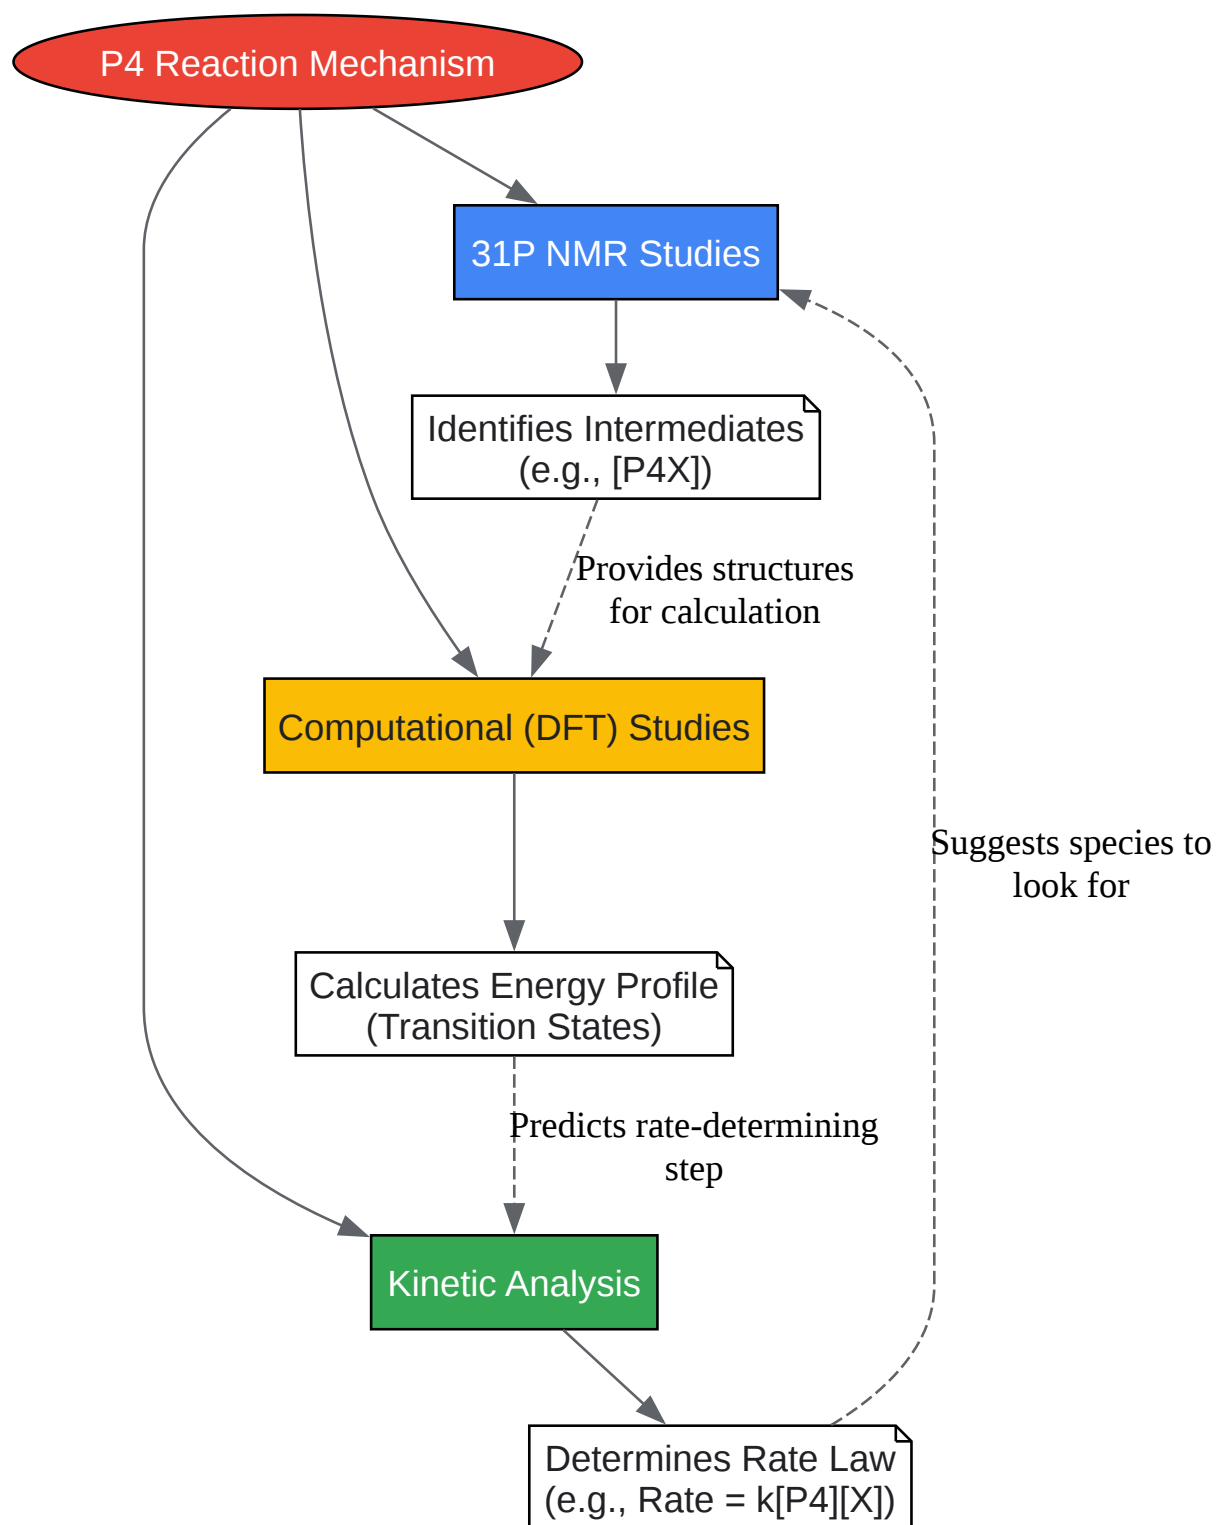 P4 Reaction Mechanism
31P NMR Studies
Identifies Intermediates
(e.g., [P4X])
Provides structures
for calculation
Computational (DFT) Studies
Suggests species to
look for
Calculates Energy Profile
(Transition States)
Predicts rate-determining
step
Kinetic Analysis
Determines Rate Law
(e.g., Rate = k[P4][X])